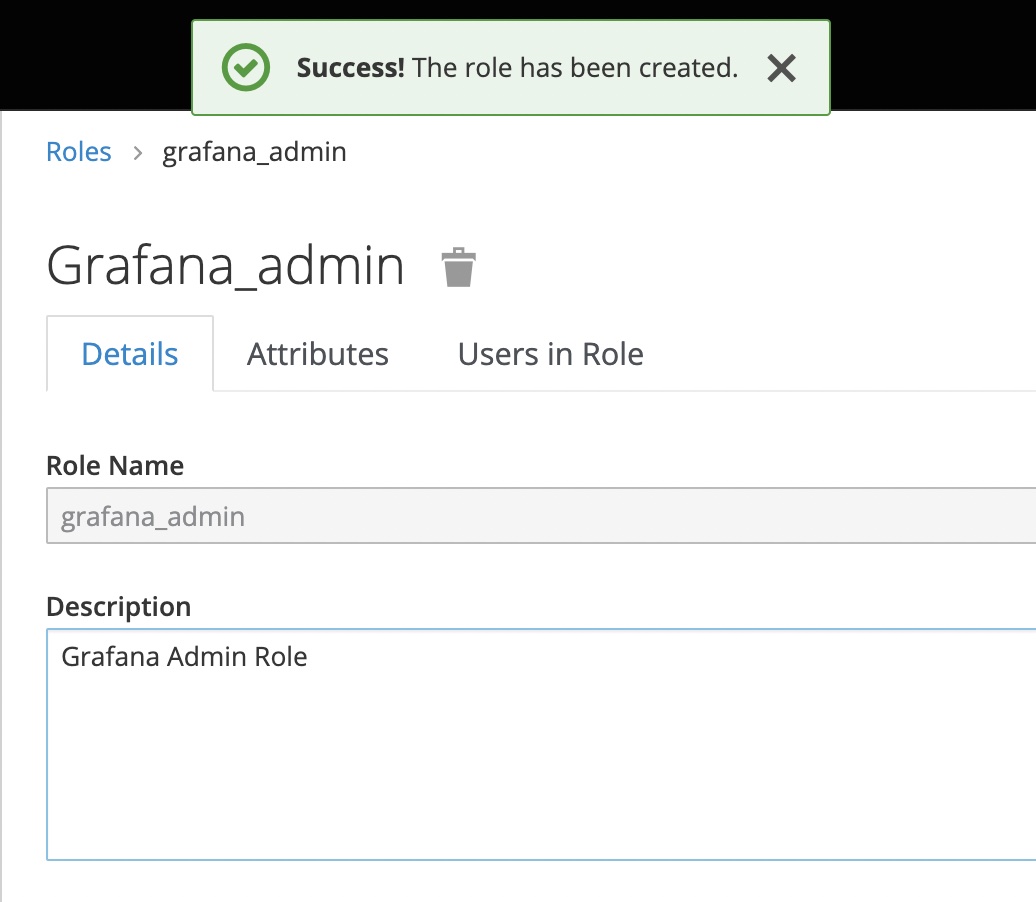 Success! The role has been created.
Roles > grafana_admin
Grafana_admin
Details Attributes Users in Role
Role Name
grafana_admin
Description
Grafana Admin Role